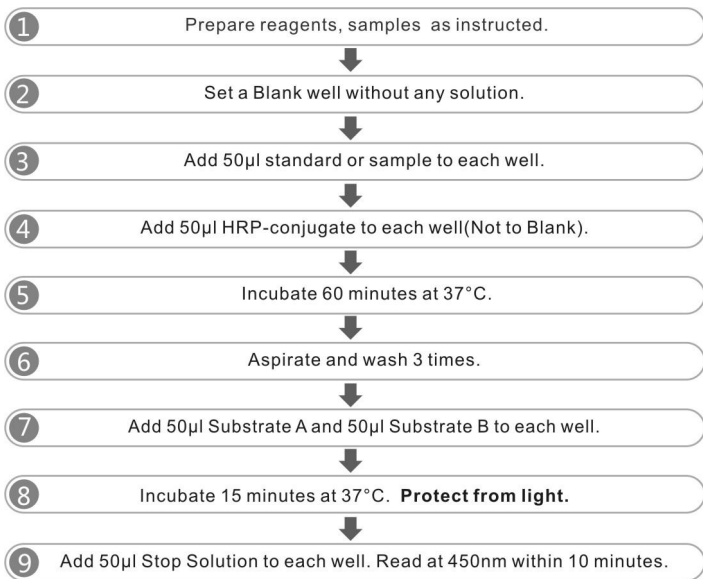 1 Prepare reagents, samples as instructed.
2 Set a Blank well without any solution.
3 Add 50µl standard or sample to each well.
4 Add 50µl HRP-conjugate to each well(Not to Blank).
5 Incubate 60 minutes at 37°C.
6 Aspirate and wash 3 times.
7 Add 50µl Substrate A and 50µl Substrate B to each well.
8 Incubate 15 minutes at 37°C. Protect from light.
9 Add 50µl Stop Solution to each well. Read at 450nm within 10 minutes.